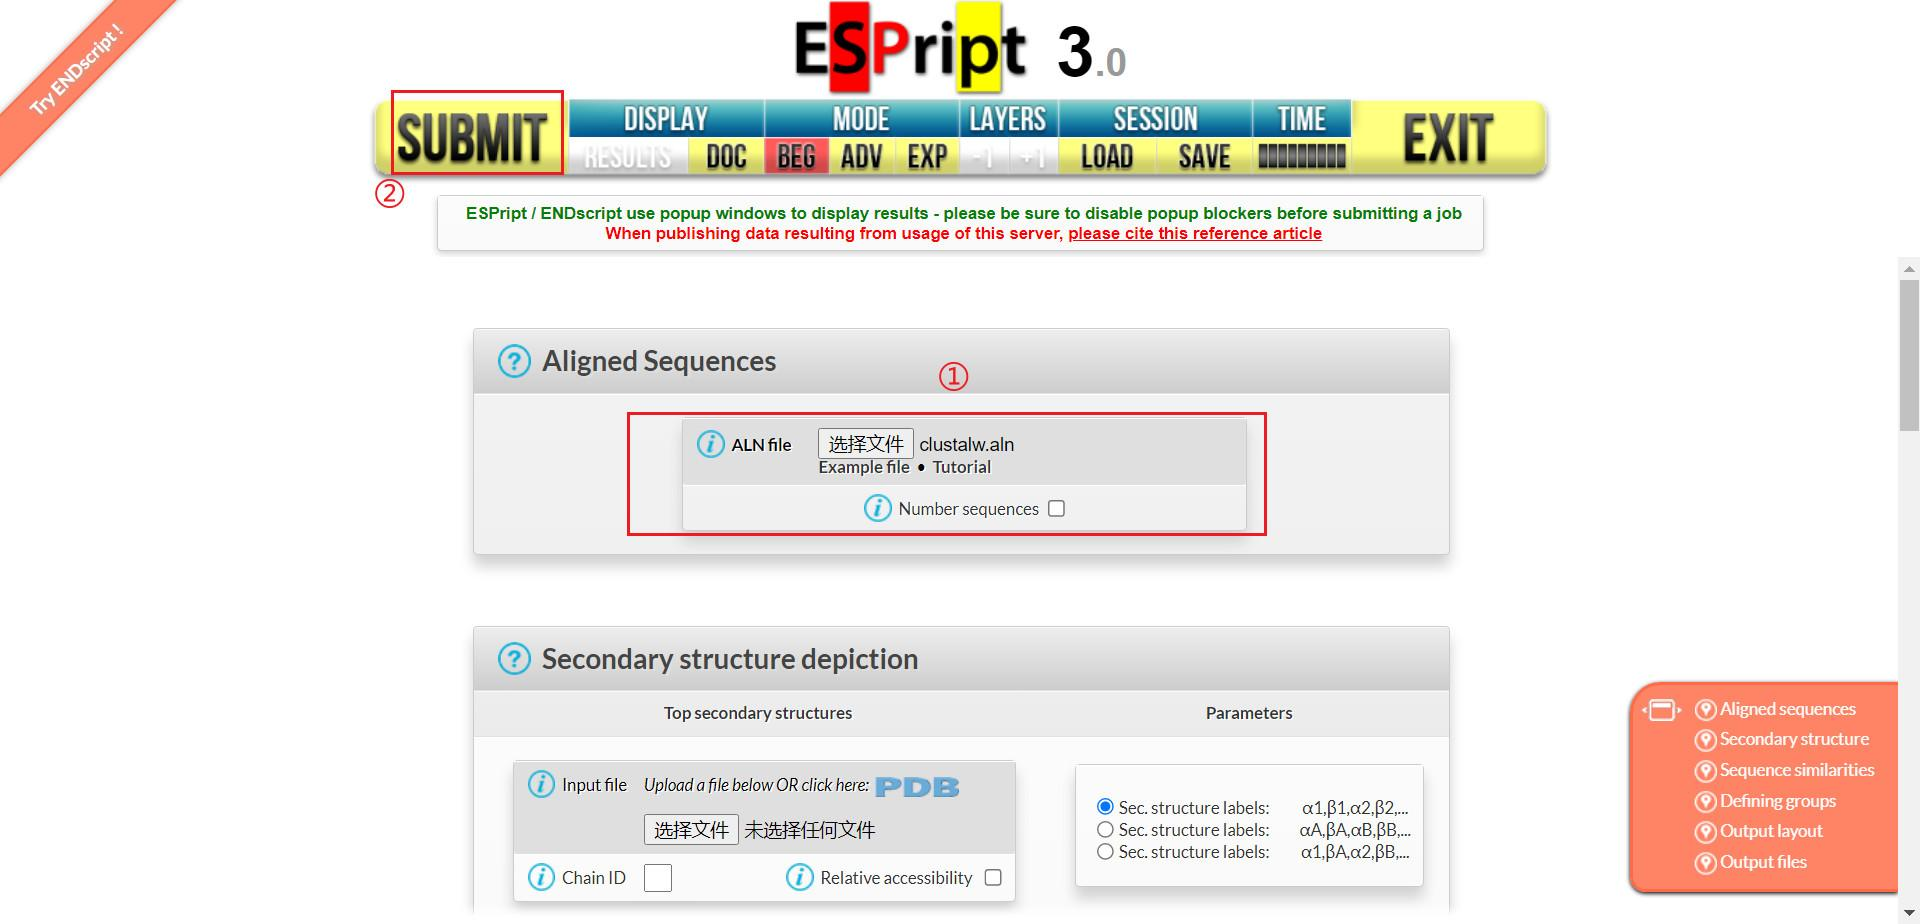 Try ENDscript !
ESPript 3.0
SUBMIT
DISPLAY MODE LAYERS SESSION TIME
RESULTS DOC BEG ADV EXP -1 +1 LOAD SAVE
EXIT
②
ESPript / ENDscript use popup windows to display results - please be sure to disable popup blockers before submitting a job
When publishing data resulting from usage of this server, please cite this reference article
? Aligned Sequences
①
i ALN file 选择文件 clustalw.aln
Example file • Tutorial
i Number sequences
? Secondary structure depiction
Top secondary structures
Parameters
i Input file Upload a file below OR click here: PDB
选择文件 未选择任何文件
i Chain ID
i Relative accessibility
Sec. structure labels: α1,β1,α2,β2,...
Sec. structure labels: αA,βA,αB,βB,...
Sec. structure labels: α1,βA,α2,βB,...
Aligned sequences
Secondary structure
Sequence similarities
Defining groups
Output layout
Output files